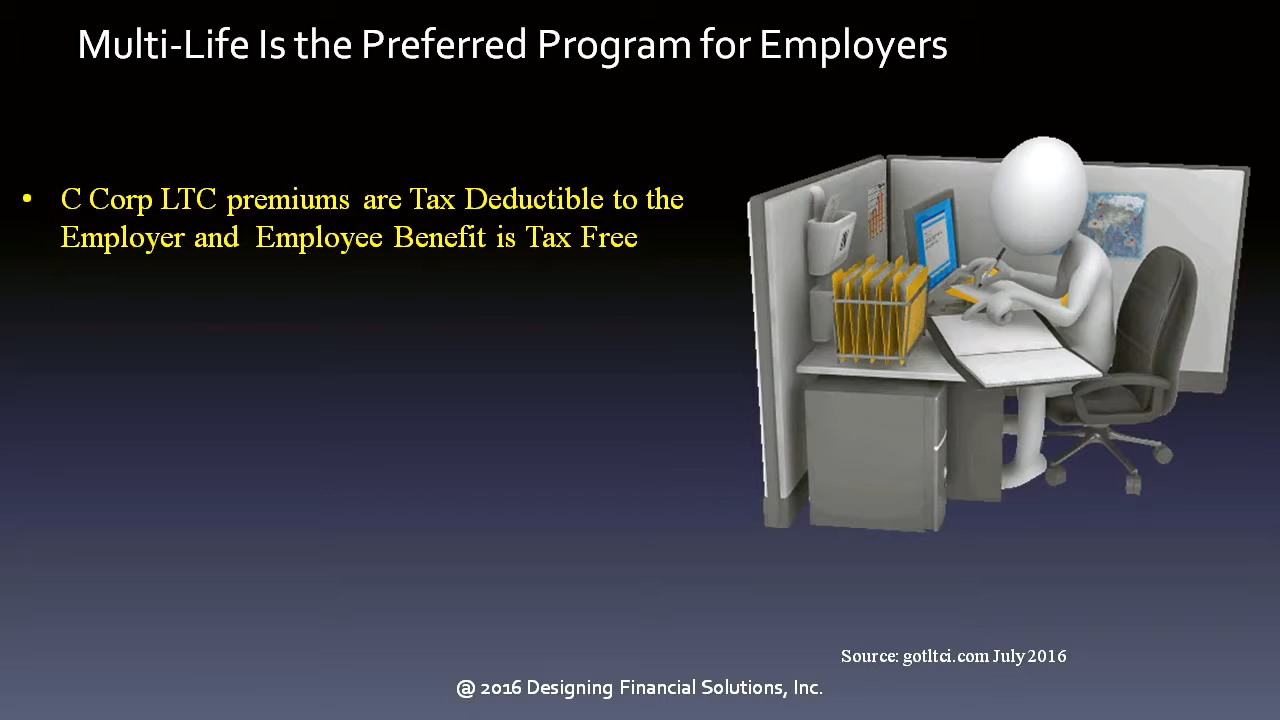 Multi-Life Is the Preferred Program for Employers
• C Corp LTC premiums are Tax Deductible to the
Employer and Employee Benefit is Tax Free
Source: gotltci.com July 2016
@ 2016 Designing Financial Solutions, Inc.